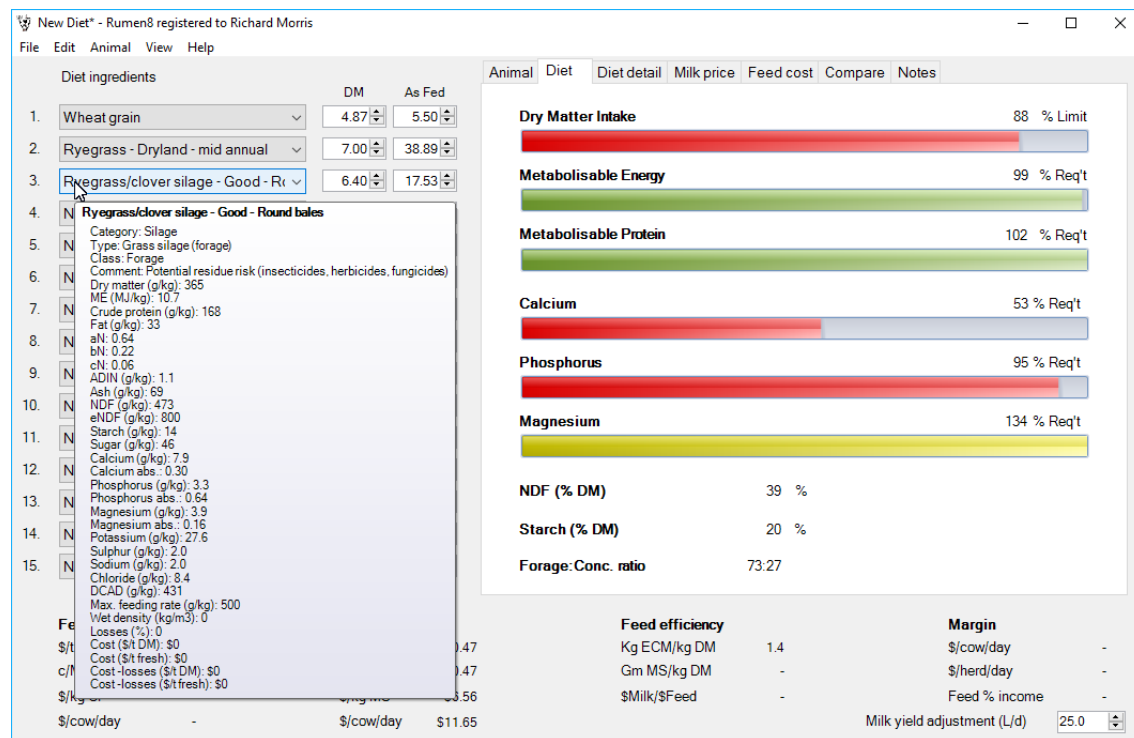 New Diet* - Rumen8 registered to Richard Morris
File Edit Animal View Help
Diet ingredients
DM As Fed
1. Wheat grain 4.87 5.50
2. Ryegrass - Dryland - mid annual 7.00 38.89
3. Ryegrass/clover silage - Good - Ro 6.40 17.53
4. N
5. N
6. N
7. N
8. N
9. N
10. N
11. N
12. N
13. N
14. N
15. N
Ryegrass/clover silage - Good - Round bales
Category: Silage
Type: Grass silage (forage)
Class: Forage
Comment: Potential residue risk (insecticides, herbicides, fungicides)
Dry matter (g/kg): 365
ME (MJ/kg): 10.7
Crude protein (g/kg): 168
Fat (g/kg): 33
aN: 0.64
bN: 0.22
cN: 0.06
ADIN (g/kg): 1.1
Ash (g/kg): 69
NDF (g/kg): 473
eNDF (g/kg): 800
Starch (g/kg): 14
Sugar (g/kg): 46
Calcium (g/kg): 7.9
Calcium abs.: 0.30
Phosphorus (g/kg): 3.3
Phosphorus abs.: 0.64
Magnesium (g/kg): 3.9
Magnesium abs.: 0.16
Potassium (g/kg): 27.6
Sulphur (g/kg): 2.0
Sodium (g/kg): 2.0
Chloride (g/kg): 8.4
DCAD (g/kg): 431
Max. feeding rate (g/kg): 500
Wet density (kg/m3): 0
Losses (%): 0
Cost ($/t DM): $0
Cost ($/t fresh): $0
Cost -losses ($/t DM): $0
Cost -losses ($/t fresh): $0
Animal Diet Diet detail Milk price Feed cost Compare Notes
Dry Matter Intake 88 % Limit
Metabolisable Energy 99 % Req't
Metabolisable Protein 102 % Req't
Calcium 53 % Req't
Phosphorus 95 % Req't
Magnesium 134 % Req't
NDF (% DM) 39 %
Starch (% DM) 20 %
Forage:Conc. ratio 73:27
Fe
$/t
c/
$/k
$/cow/day -
0.47
0.47
6.56
$/cow/day $11.65
Feed efficiency
Kg ECM/kg DM 1.4
Gm MS/kg DM -
$Milk/$Feed -
Margin
$/cow/day -
$/herd/day -
Feed % income -
Milk yield adjustment (L/d) 25.0